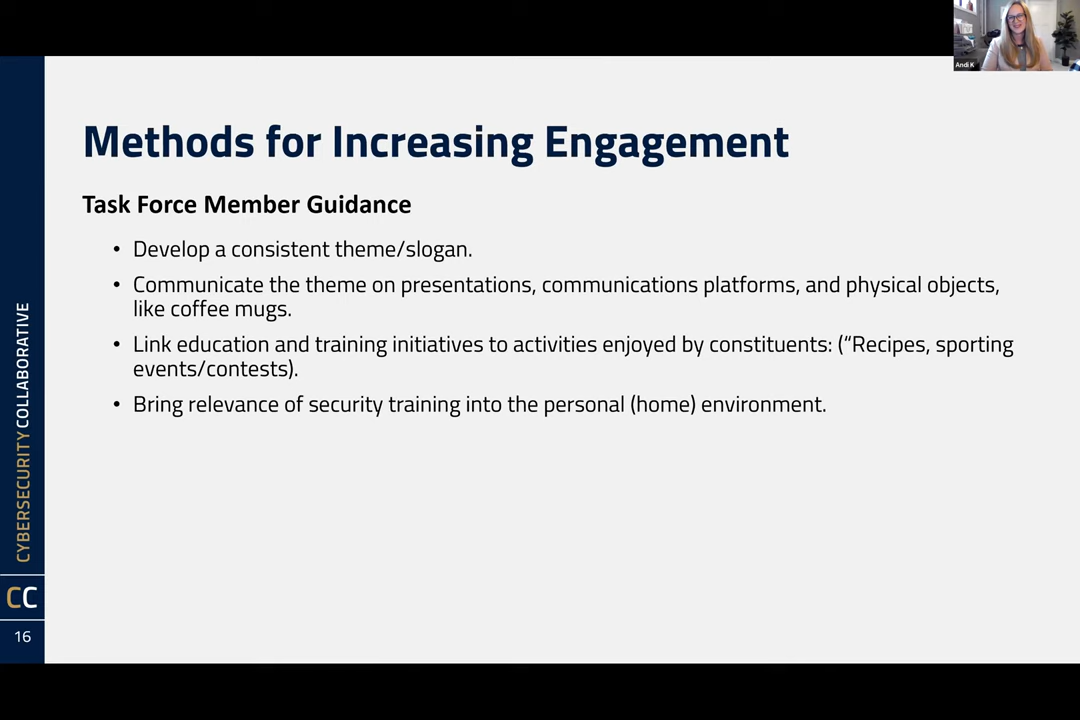 Andi K
Methods for Increasing Engagement
Task Force Member Guidance
• Develop a consistent theme/slogan.
• Communicate the theme on presentations, communications platforms, and physical objects,
like coffee mugs.
• Link education and training initiatives to activities enjoyed by constituents: (“Recipes, sporting
events/contests).
• Bring relevance of security training into the personal (home) environment.
CYBERSECURITY COLLABORATIVE
CC
16